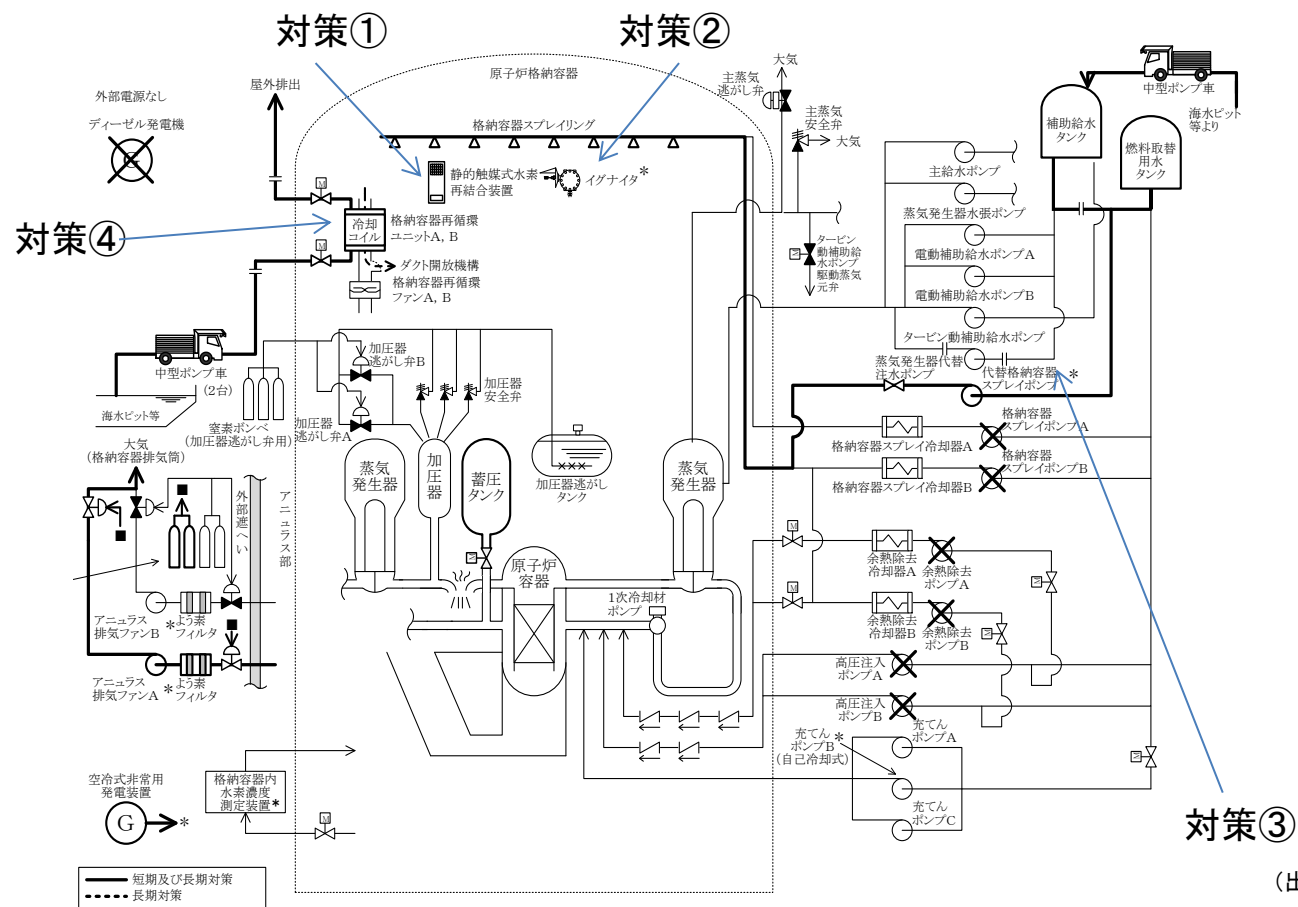 対策①
対策②
原子炉格納容器
屋外排出
外部電源なし
ディーゼル発電機
格納容器スプレイリング
静的触媒式水素
再結合装置
イグナイタ*
大気
主蒸気
逃がし弁
主蒸気
安全弁
大気
中型ポンプ車
海水ピット
等より
補助給水
タンク
燃料取替
用水
タンク
主給水ポンプ
蒸気発生器水張ポンプ
電動補助給水ポンプA
電動補助給水ポンプB
タービン動補助給水ポンプ
タービン
動補助給
水ポンプ
駆動蒸気
元弁
対策④
M
冷却
コイル
格納容器再循環
ユニットA, B
M
ダクト開放機構
格納容器再循環
ファンA, B
中型ポンプ車
(2台)
海水ピット等
窒素ボンベ
(加圧器逃がし弁用)
加圧器
逃がし弁B
加圧器
逃がし弁A
加圧器
安全弁
蒸気発生器代替
注水ポンプ
代替格納容器
スプレイポンプ*
格納容器
スプレイポンプA
格納容器スプレイ冷却器A
格納容器
スプレイポンプB
格納容器スプレイ冷却器B
大気
(格納容器排気筒)
外部遮へい
アニュラス部
蒸気
発生器
加圧器
蓄圧
タンク
加圧器逃がし
タンク
蒸気
発生器
M
原子炉
容器
1次冷却材
ポンプ
M
M
余熱除去
冷却器A
余熱除去
ポンプA
M
余熱除去
冷却器B
余熱除去
ポンプB
M
アニュラス
排気ファンB
*よう素
フィルタ
アニュラス
排気ファンA
*よう素
フィルタ
高圧注入
ポンプA
高圧注入
ポンプB
充てん
ポンプA
充てん
ポンプB*
(自己冷却式)
充てん
ポンプC
M
空冷式非常用
発電装置
G
*
格納容器内
水素濃度
測定装置*
M
対策③
短期及び長期対策
長期対策